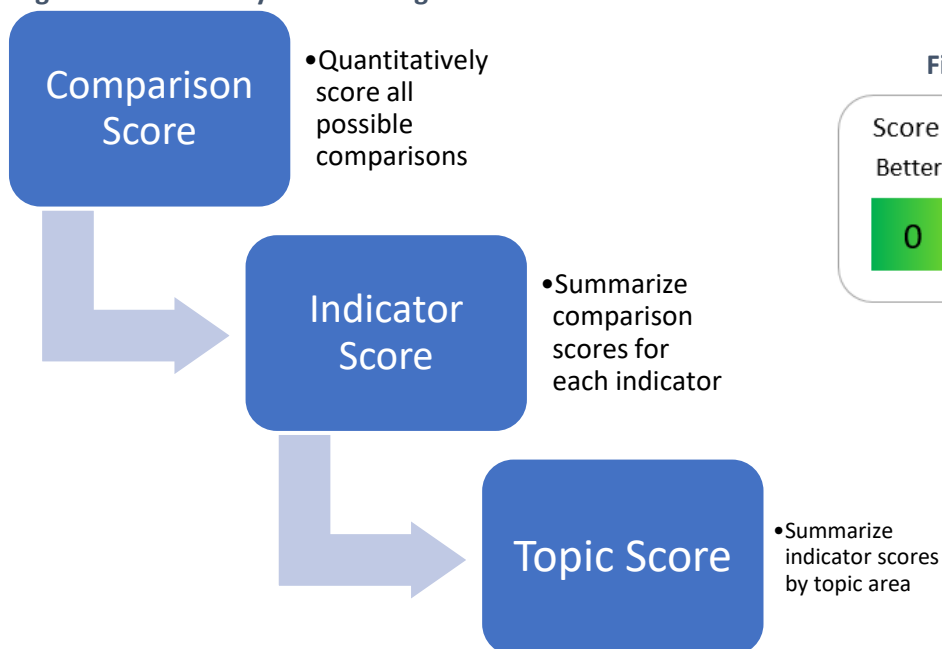 Comparison
Score
•Quantitatively
score all
possible
comparisons
Indicator
Score
•Summarize
comparison
scores for
each indicator
Topic Score
•Summarize
indicator scores
by topic area
Score
Better
0